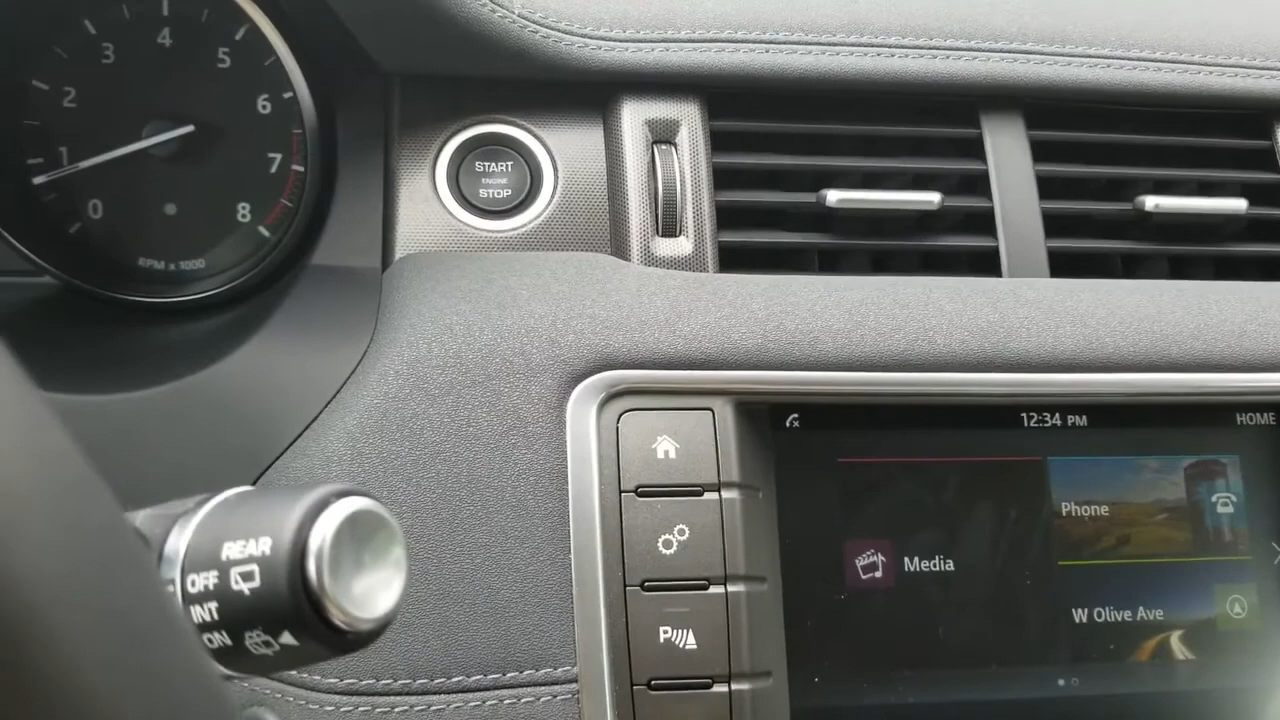 0
1
2
3
4
5
6
7
8
RPM x 1000
START
ENGINE
STOP
REAR
OFF
INT
ON
P
12:34 PM
HOME
Media
Phone
W Olive Ave